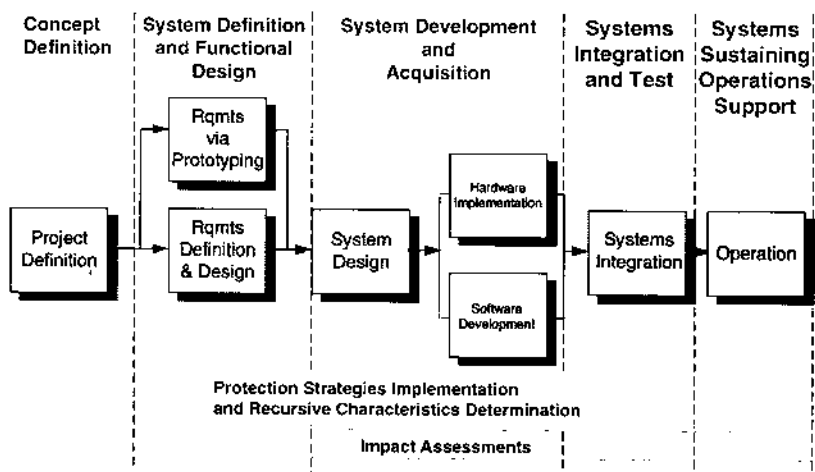 Concept
Definition
System Definition
and Functional
Design
System Development
and
Acquisition
Systems
Integration
and Test
Systems
Sustaining
Operations
Support
Rqmts
via
Prototyping
Project
Definition
Rqmts
Definition
& Design
System
Design
Hardware
Implementation
Software
Development
Systems
Integration
Operation
Protection Strategies Implementation
and Recursive Characteristics Determination
Impact Assessments